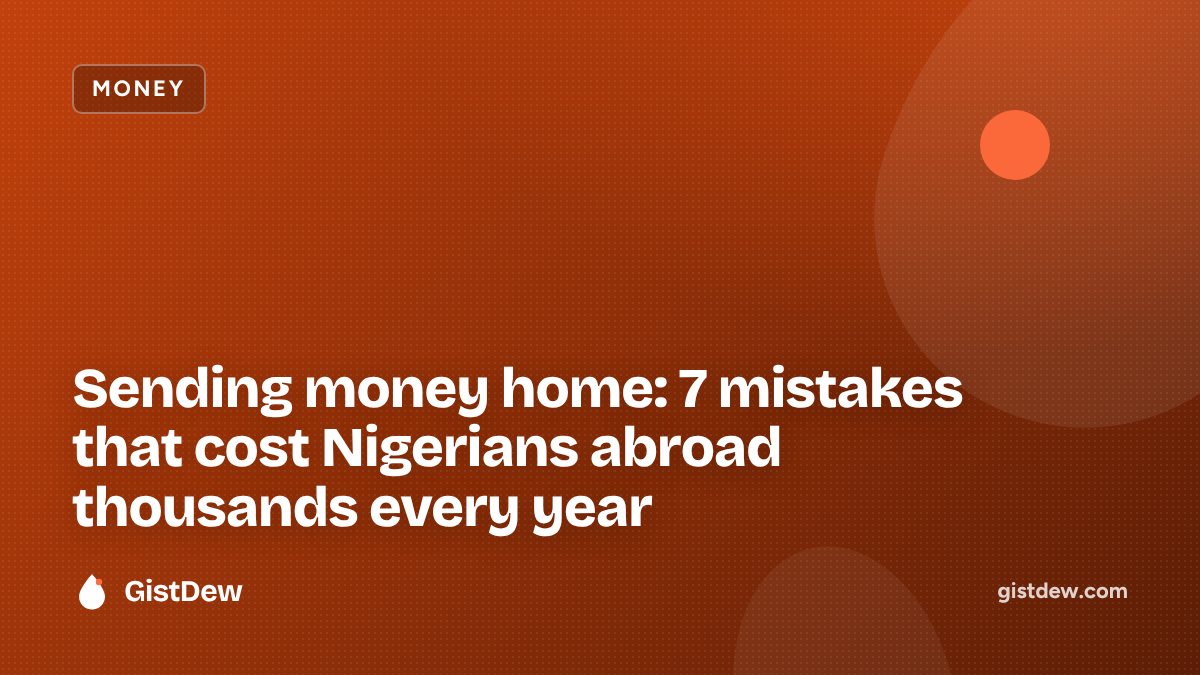 MONEY
Sending money home: 7 mistakes
that cost Nigerians abroad
thousands every year
GistDew
gistdew.com